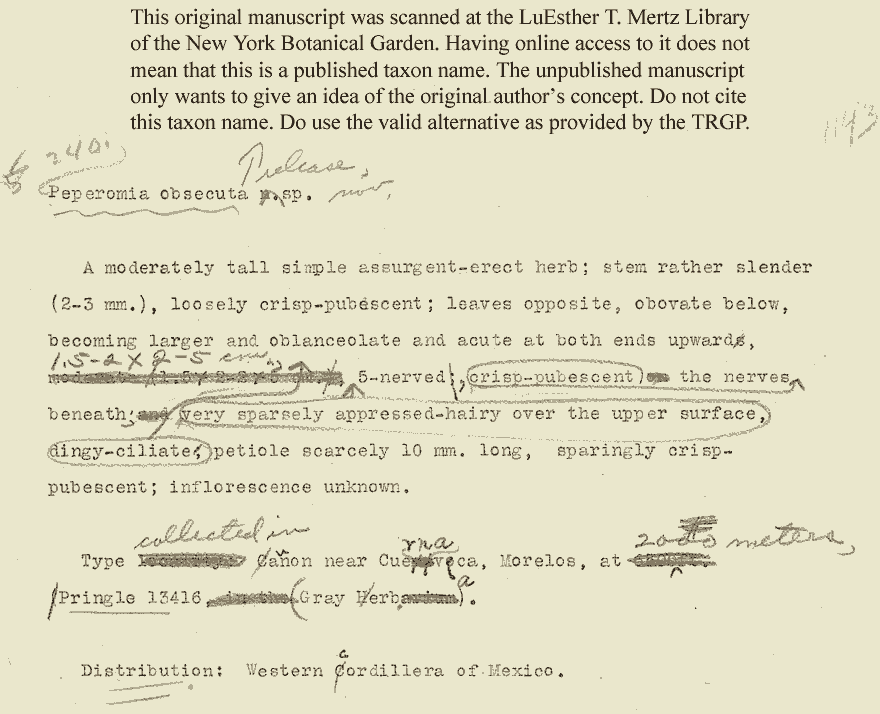 This original manuscript was scanned at the LuEsther T. Mertz Library
of the New York Botanical Garden. Having online access to it does not
mean that this is a published taxon name. The unpublished manuscript
only wants to give an idea of the original author's concept. Do not cite
this taxon name. Do use the valid alternative as provided by the TRGP.
1143
240.
release,
Peperomia obsecuta n.sp. nov,
A moderately tall simple assurgent-erect herb; stem rather slender
(2-3 mm.), loosely crisp-pubescent; leaves opposite, obovate below,
becoming larger and oblanceolate and acute at both ends upwards,
1.5-2 X 2-5 cm.,
5-nerved, crisp-pubescent the nerves
beneath; and very sparsely appressed-hairy over the upper surface,
dingy-ciliate; petiole scarcely 10 mm. long, sparingly crisp-
pubescent; inflorescence unknown.
collected in rna 2000 meters,
Type Cañon near Cuernavaca, Morelos, at
Pringle 13416, in the (Gray Herbarium) a.
c
Distribution: Western Cordillera of Mexico.